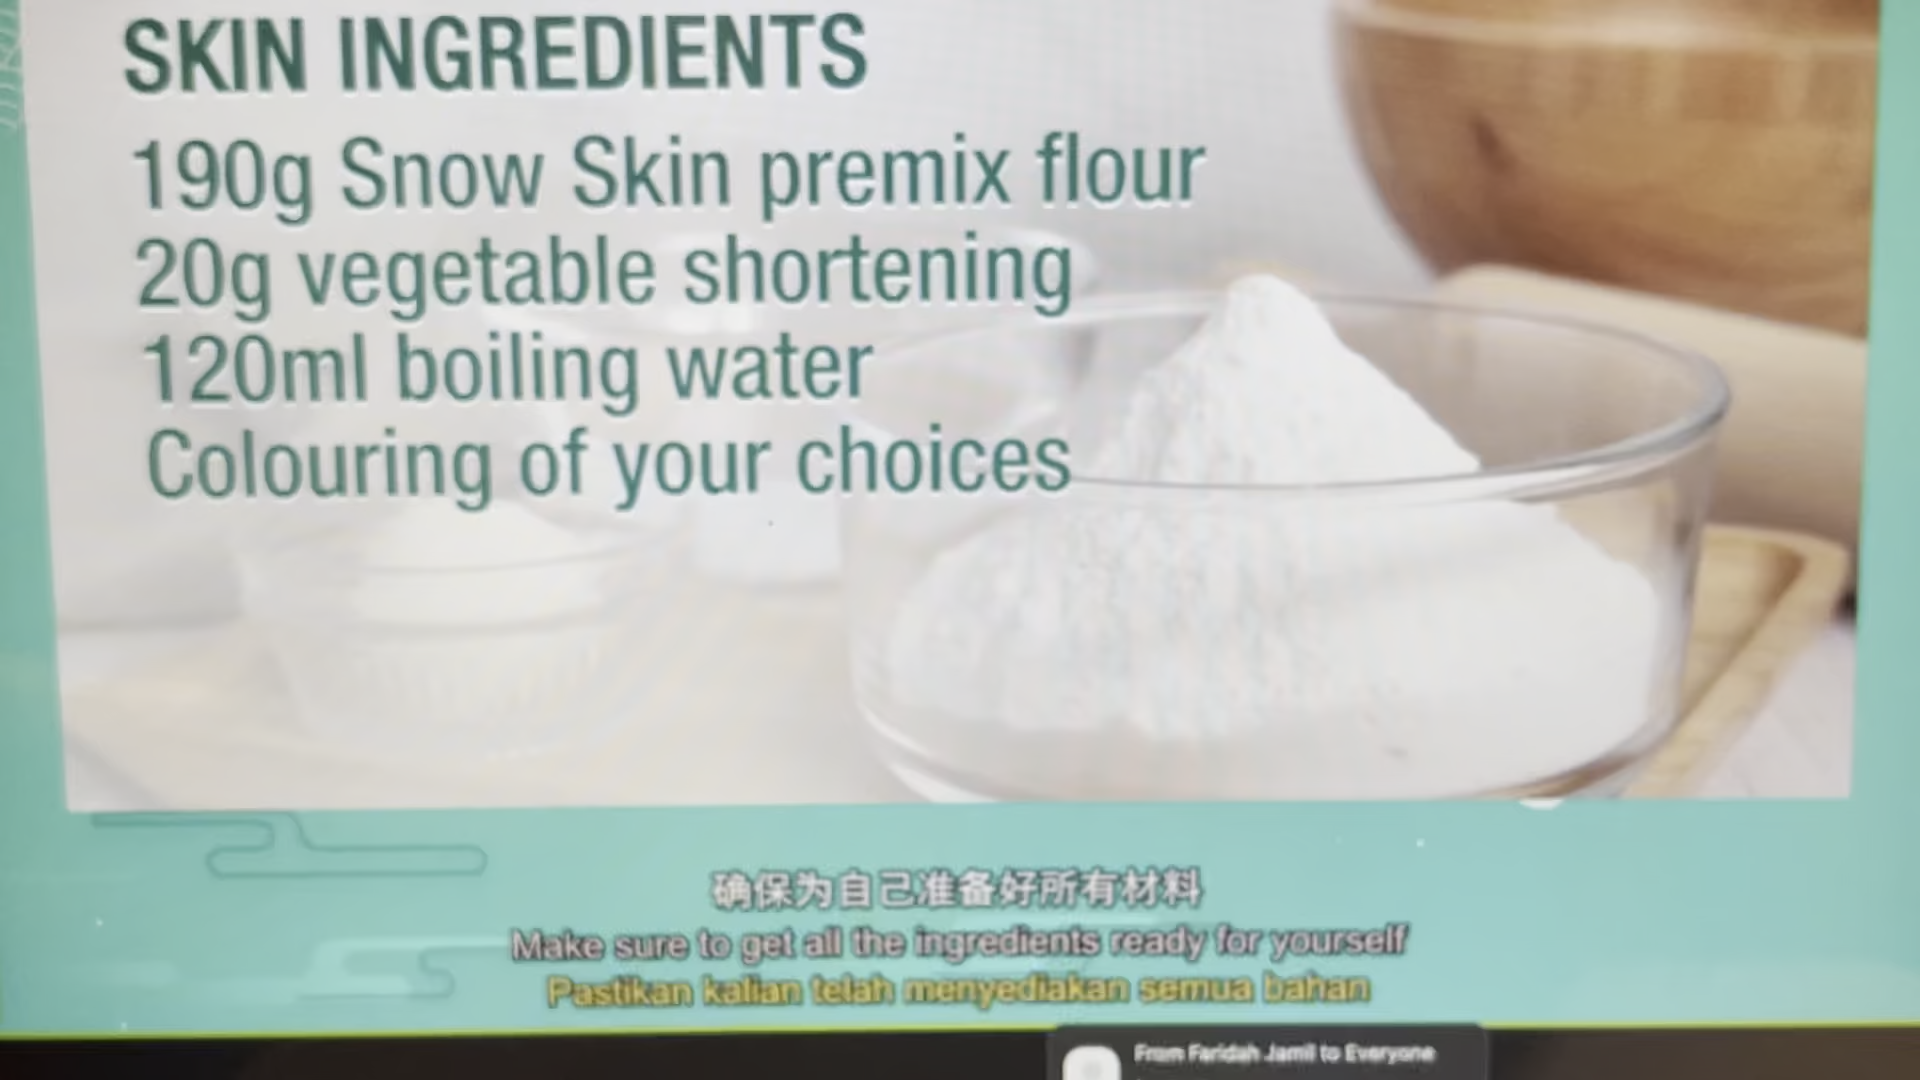 SKIN INGREDIENTS
190g Snow Skin premix flour
20g vegetable shortening
120ml boiling water
Colouring of your choices
确保为自己准备好所有材料
Make sure to get all the ingredients ready for yourself
Pastikan kalian telah menyediakan semua bahan
From Faridah Jamil to Everyone